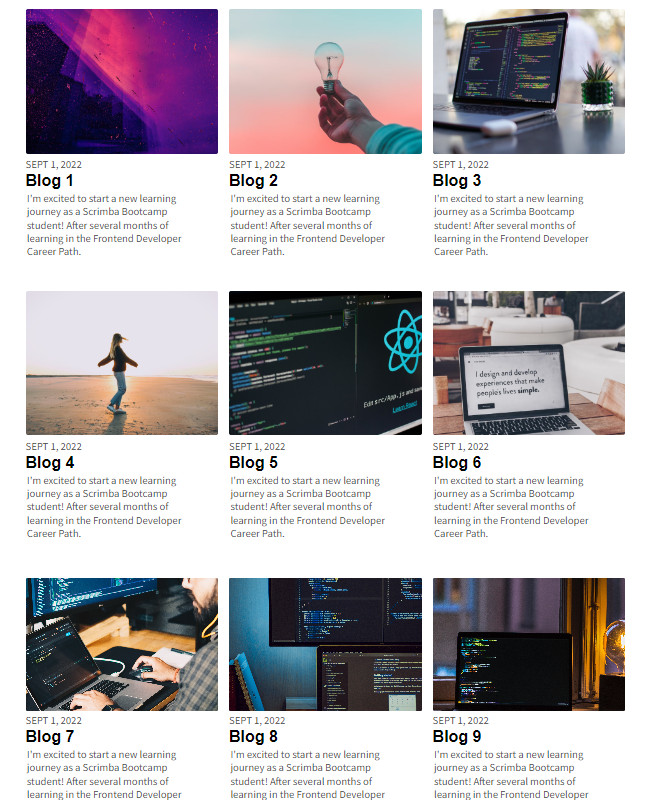 SEPT 1, 2022
Blog 1
I'm excited to start a new learning
journey as a Scrimba Bootcamp
student! After several months of
learning in the Frontend Developer
Career Path.
SEPT 1, 2022
Blog 2
I'm excited to start a new learning
journey as a Scrimba Bootcamp
student! After several months of
learning in the Frontend Developer
Career Path.
SEPT 1, 2022
Blog 3
I'm excited to start a new learning
journey as a Scrimba Bootcamp
student! After several months of
learning in the Frontend Developer
Career Path.
SEPT 1, 2022
Blog 4
I'm excited to start a new learning
journey as a Scrimba Bootcamp
student! After several months of
learning in the Frontend Developer
Career Path.
Edit src/App.js and
Learn React
SEPT 1, 2022
Blog 5
I'm excited to start a new learning
journey as a Scrimba Bootcamp
student! After several months of
learning in the Frontend Developer
Career Path.
I design and develop
experiences that make
peoples lives simple.
SEPT 1, 2022
Blog 6
I'm excited to start a new learning
journey as a Scrimba Bootcamp
student! After several months of
learning in the Frontend Developer
Career Path.
SEPT 1, 2022
Blog 7
I'm excited to start a new learning
journey as a Scrimba Bootcamp
student! After several months of
learning in the Frontend Developer
SEPT 1, 2022
Blog 8
I'm excited to start a new learning
journey as a Scrimba Bootcamp
student! After several months of
learning in the Frontend Developer
SEPT 1, 2022
Blog 9
I'm excited to start a new learning
journey as a Scrimba Bootcamp
student! After several months of
learning in the Frontend Developer